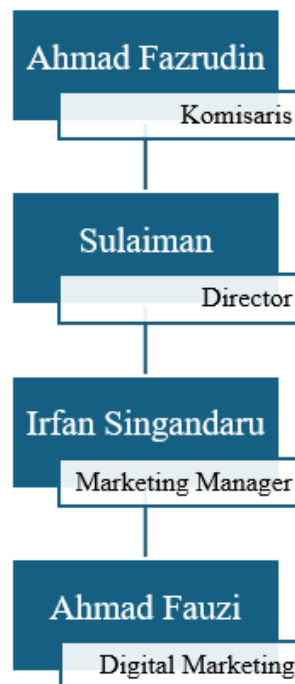 Ahmad Fazrudin
Komisaris
Sulaiman
Director
Irfan Singandaru
Marketing Manager
Ahmad Fauzi
Digital Marketing